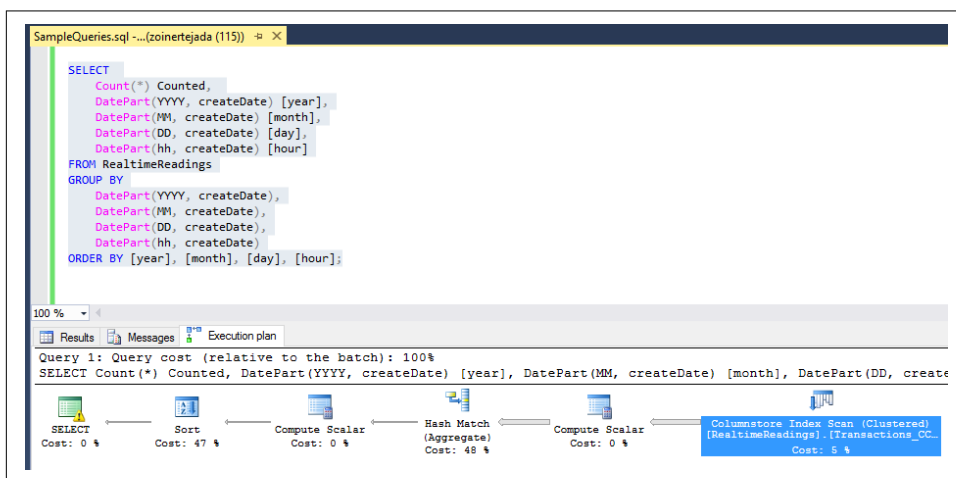 SampleQueries.sql -...(zoinertejada (115))
SELECT
Count(*) Counted,
DatePart(YYYY, createDate) [year],
DatePart(MM, createDate) [month],
DatePart(DD, createDate) [day],
DatePart(hh, createDate) [hour]
FROM RealtimeReadings
GROUP BY
DatePart(YYYY, createDate),
DatePart(MM, createDate),
DatePart(DD, createDate),
DatePart(hh, createDate)
ORDER BY [year], [month], [day], [hour];
100 %
Results Messages Execution plan
Query 1: Query cost (relative to the batch): 100%
SELECT Count(*) Counted, DatePart(YYYY, createDate) [year], DatePart(MM, createDate) [month], DatePart(DD, create
SELECT
Cost: 0 %
Sort
Cost: 47 %
Compute Scalar
Cost: 0 %
Hash Match
(Aggregate)
Cost: 48 %
Compute Scalar
Cost: 0 %
Columnstore Index Scan (Clustered)
[RealtimeReadings].[Transactions_CC…
Cost: 5 %